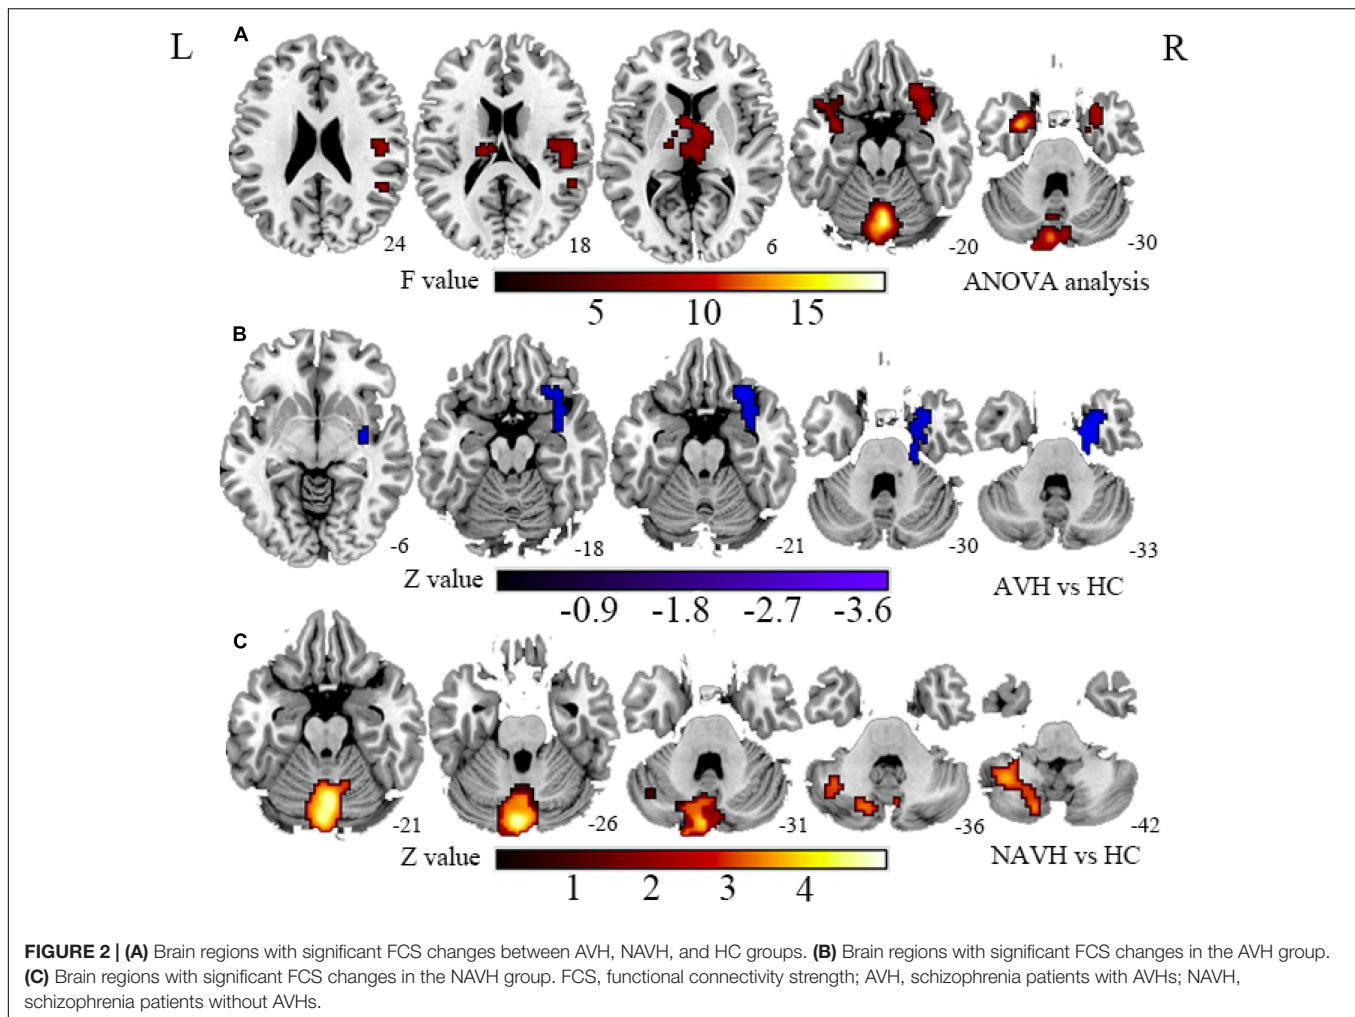 L
A
R
24
18
6
-20
-30
F value
5 10 15
ANOVA analysis
B
-6
-18
-21
-30
-33
Z value
-0.9 -1.8 -2.7 -3.6
AVH vs HC
C
-21
-26
-31
-36
-42
Z value
1 2 3 4
NAVH vs HC
FIGURE 2 | (A) Brain regions with significant FCS changes between AVH, NAVH, and HC groups. (B) Brain regions with significant FCS changes in the AVH group.
(C) Brain regions with significant FCS changes in the NAVH group. FCS, functional connectivity strength; AVH, schizophrenia patients with AVHs; NAVH,
schizophrenia patients without AVHs.